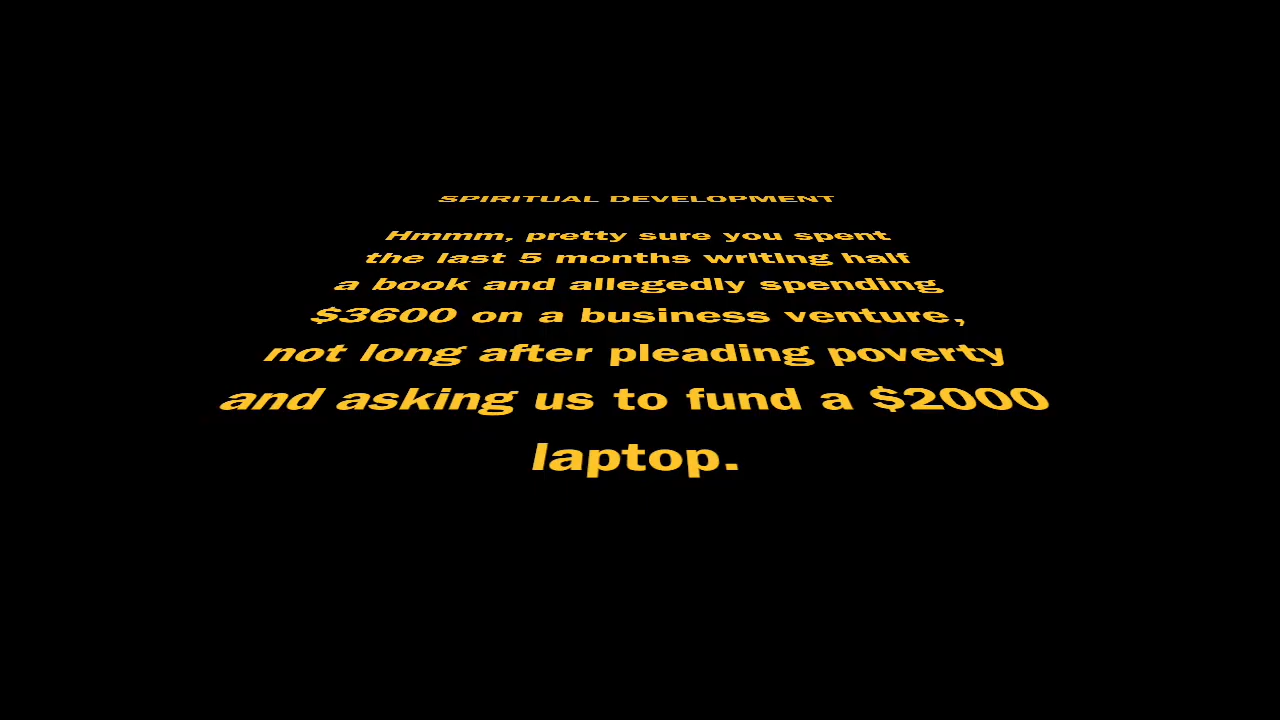 SPIRITUAL DEVELOPMENT
Hmmm, pretty sure you spent
the last 5 months writing half
a book and allegedly spending
$3600 on a business venture,
not long after pleading poverty
and asking us to fund a $2000
laptop.